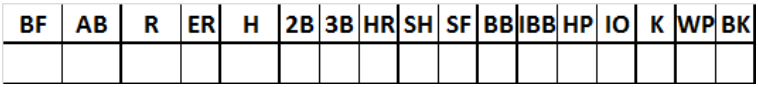 BF AB R ER H 2B 3B HR SH SF BB IBB HP IO K WP BK